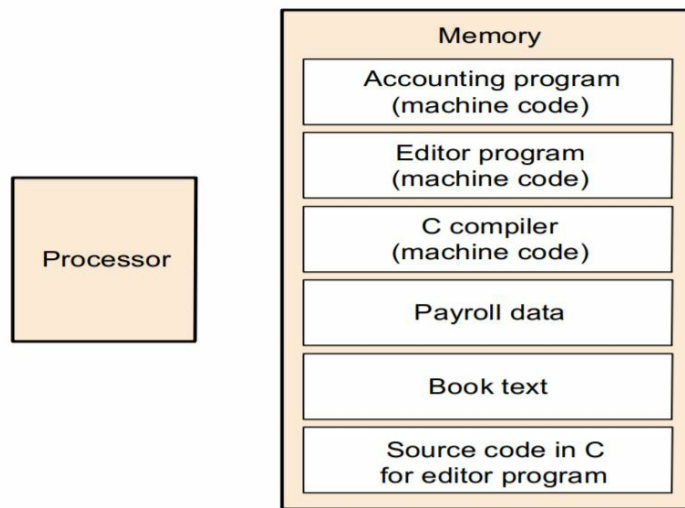 Memory
Accounting program
(machine code)
Editor program
(machine code)
Processor
C compiler
(machine code)
Payroll data
Book text
Source code in C
for editor program